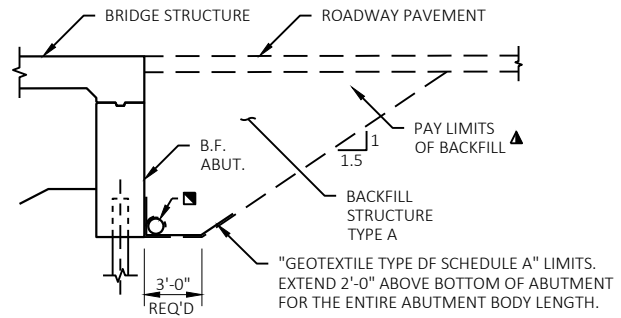 BRIDGE STRUCTURE
ROADWAY PAVEMENT
B.F.
ABUT.
1
1.5
PAY LIMITS
OF BACKFILL
BACKFILL
STRUCTURE
TYPE A
3'-0"
REQ'D
"GEOTEXTILE TYPE DF SCHEDULE A" LIMITS.
EXTEND 2'-0" ABOVE BOTTOM OF ABUTMENT
FOR THE ENTIRE ABUTMENT BODY LENGTH.